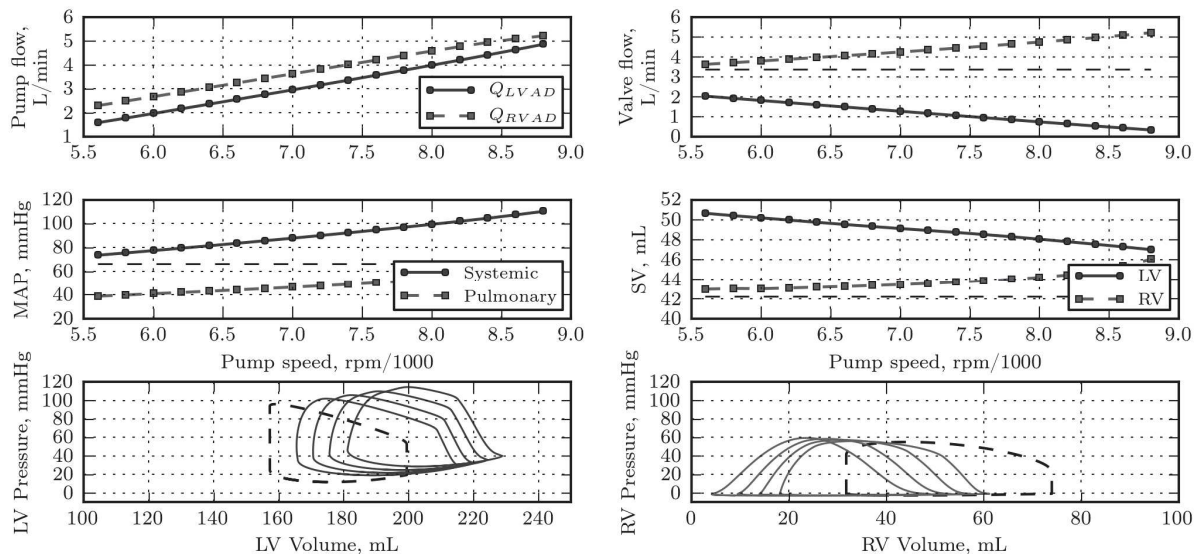 Pump flow,
L/min
6
5
4
3
2
1
5.5 6.0 6.5 7.0 7.5 8.0 8.5 9.0
Q_LVAD
Q_RVAD
Valve flow,
L/min
6
5
4
3
2
1
0
5.5 6.0 6.5 7.0 7.5 8.0 8.5 9.0
MAP, mmHg
120
100
80
60
40
20
5.5 6.0 6.5 7.0 7.5 8.0 8.5 9.0
Systemic
Pulmonary
Pump speed, rpm/1000
SV, mL
52
50
48
46
44
42
40
5.5 6.0 6.5 7.0 7.5 8.0 8.5 9.0
LV
RV
Pump speed, rpm/1000
LV Pressure, mmHg
120
100
80
60
40
20
0
100 120 140 160 180 200 220 240
LV Volume, mL
RV Pressure, mmHg
120
100
80
60
40
20
0
0 20 40 60 80 100
RV Volume, mL